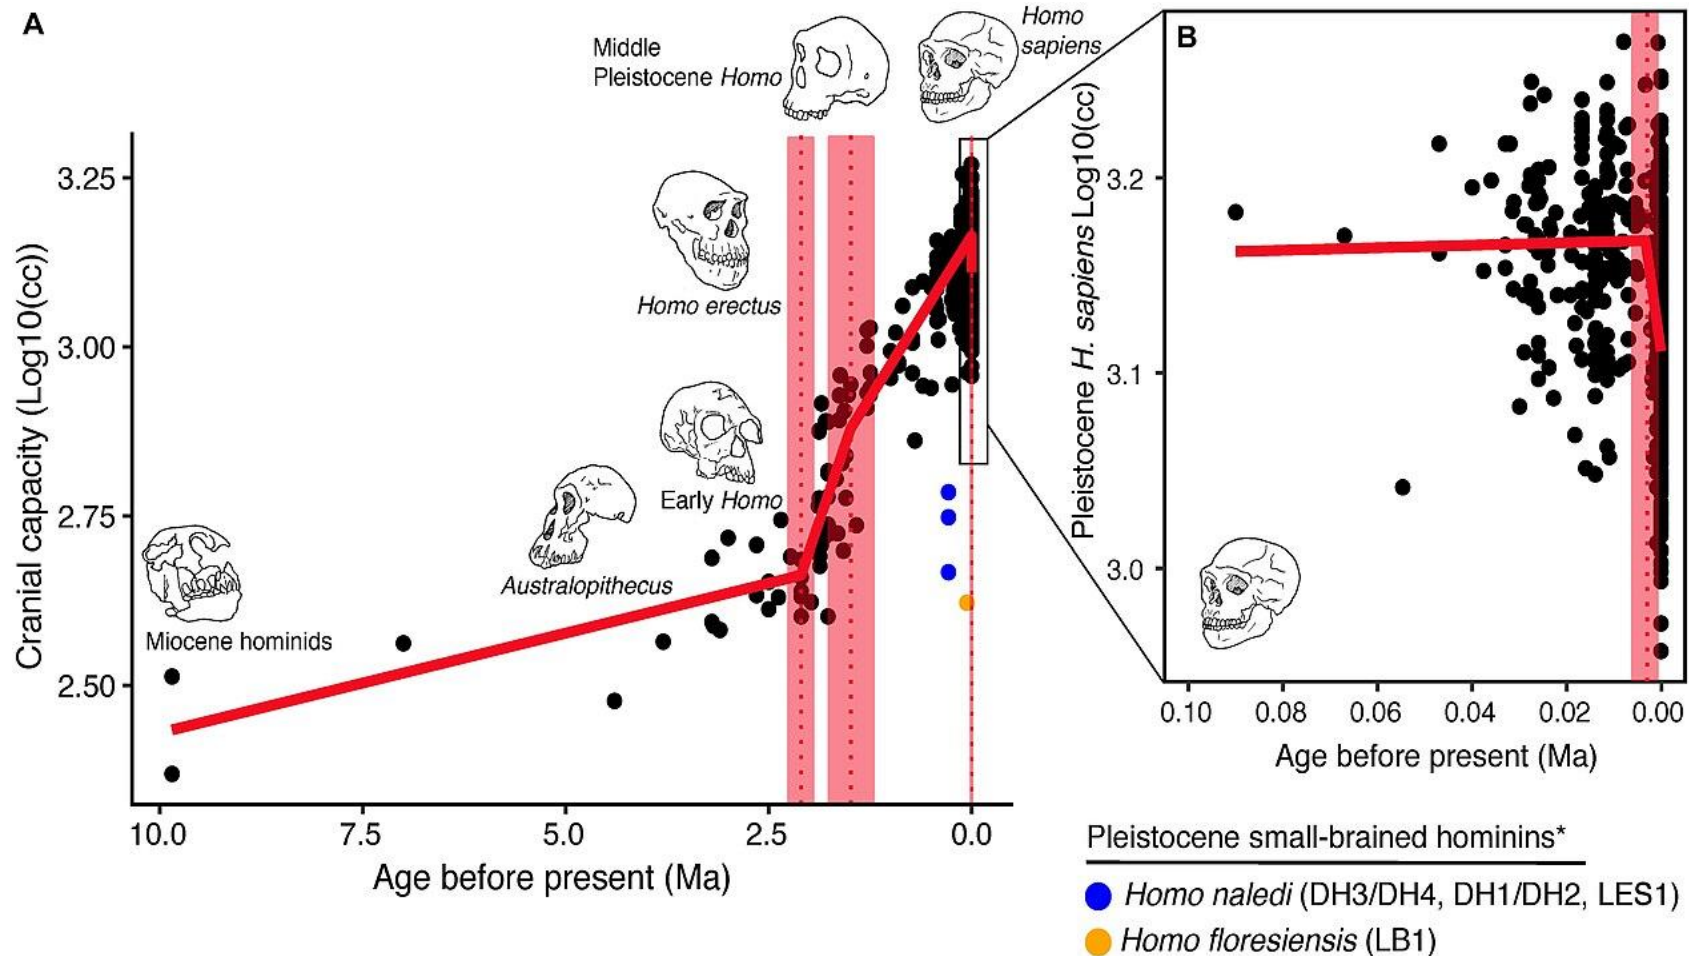 A
Middle
Pleistocene Homo
Homo
sapiens
Homo erectus
Early Homo
Australopithecus
Miocene hominids
Cranial capacity (Log10(cc))
3.25
3.00
2.75
2.50
10.0 7.5 5.0 2.5 0.0
Age before present (Ma)
B
Pleistocene H. sapiens Log10(cc)
3.2
3.1
3.0
0.10 0.08 0.06 0.04 0.02 0.00
Age before present (Ma)
Pleistocene small-brained hominins*
Homo naledi (DH3/DH4, DH1/DH2, LES1)
Homo floresiensis (LB1)